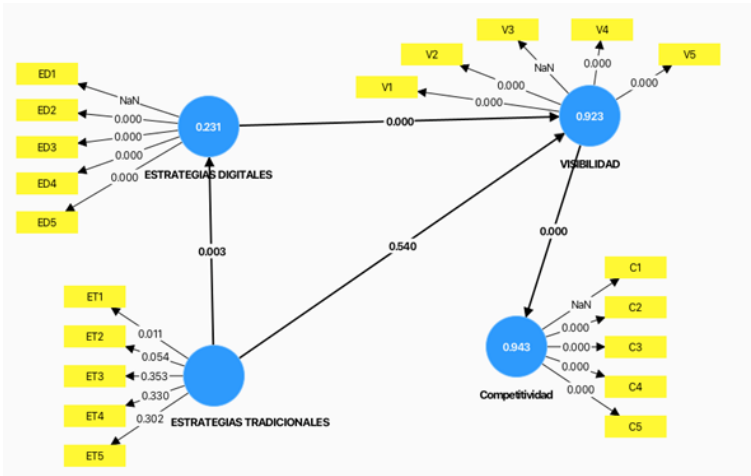 V3
V4
V2
V5
V1
NaN
0.000
0.000
0.000
0.000
ED1
ED2
ED3
ED4
ED5
NaN
0.000
0.000
0.000
0.000
0.231
ESTRATEGIAS DIGITALES
0.000
0.923
VISIBILIDAD
0.003
0.540
0.000
ET1
ET2
ET3
ET4
ET5
0.011
0.054
0.353
0.330
0.302
ESTRATEGIAS TRADICIONALES
0.943
Competitividad
NaN
0.000
0.000
0.000
0.000
C1
C2
C3
C4
C5